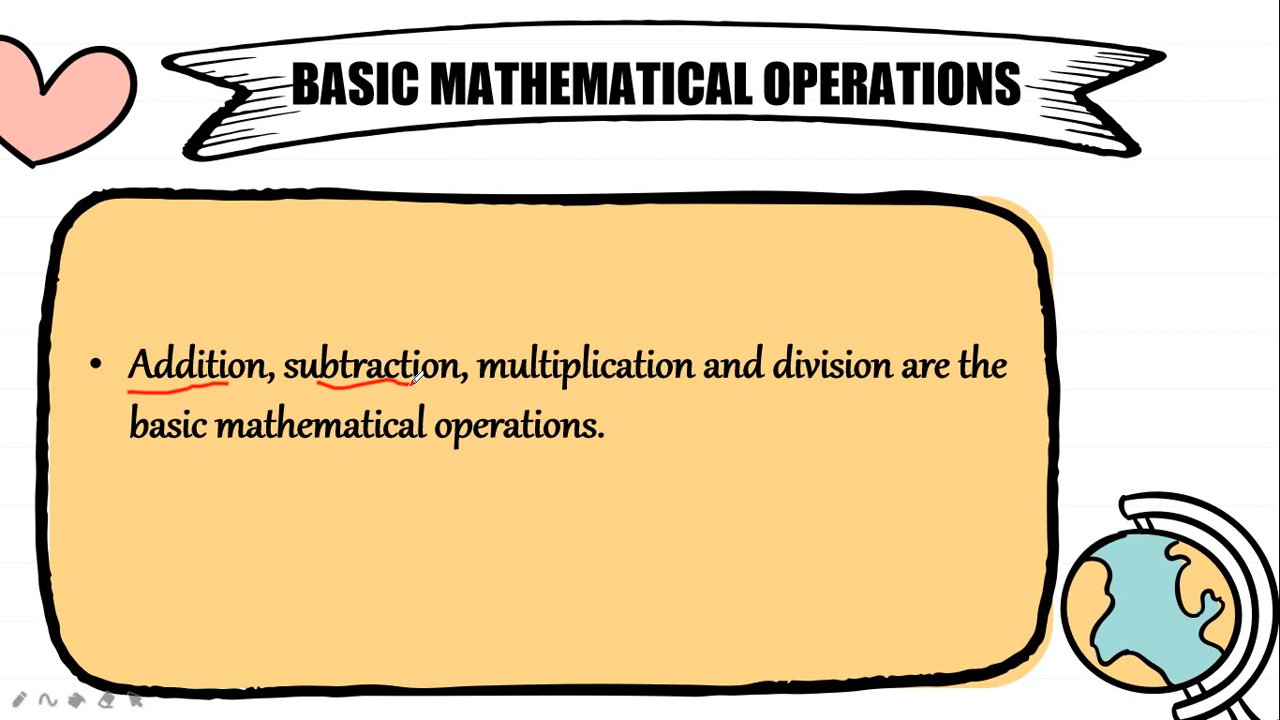 BASIC MATHEMATICAL OPERATIONS
• Addition, subtraction, multiplication and division are the
basic mathematical operations.